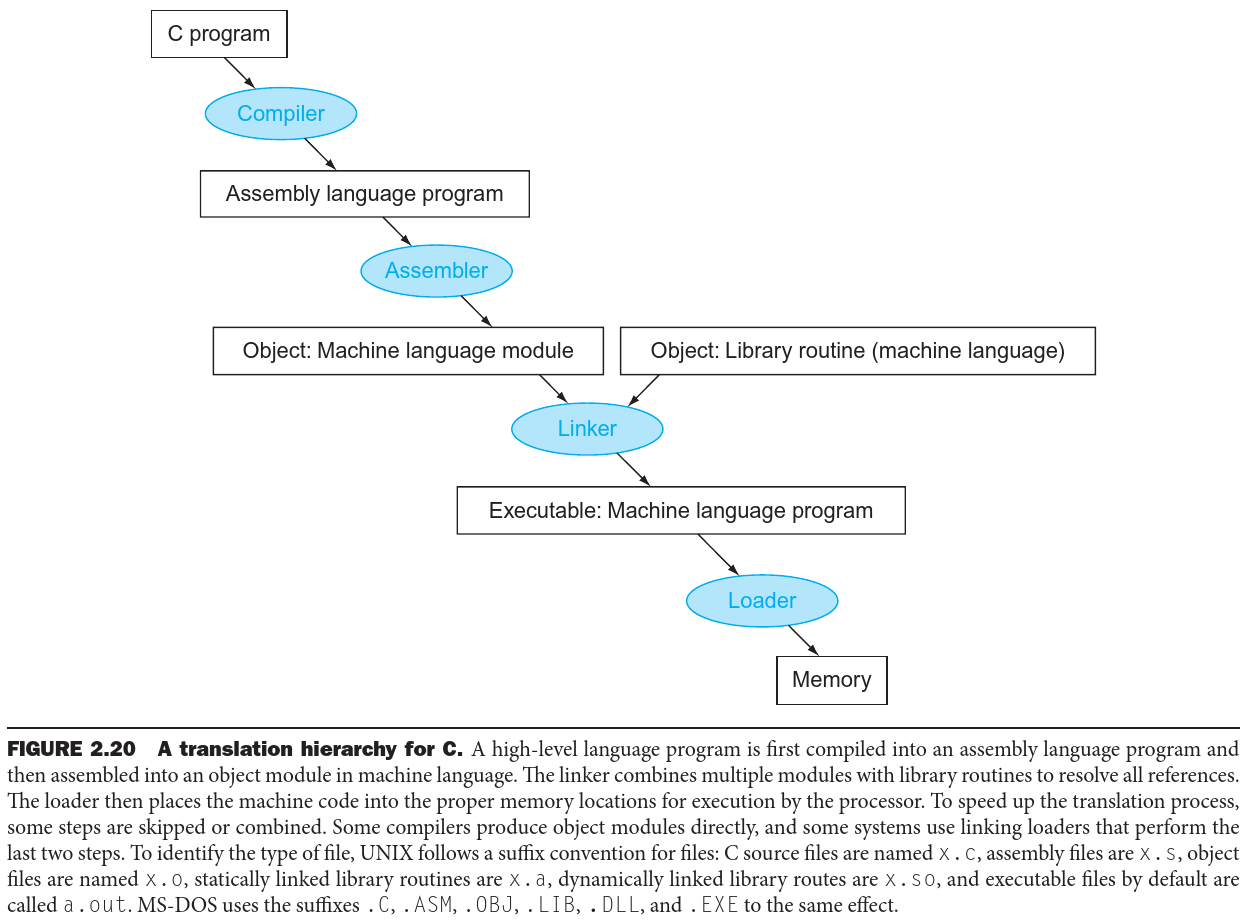 C program
Compiler
Assembly language program
Assembler
Object: Machine language module
Object: Library routine (machine language)
Linker
Executable: Machine language program
Loader
Memory
FIGURE 2.20 A translation hierarchy for C. A high-level language program is first compiled into an assembly language program and
then assembled into an object module in machine language. The linker combines multiple modules with library routines to resolve all references.
The loader then places the machine code into the proper memory locations for execution by the processor. To speed up the translation process,
some steps are skipped or combined. Some compilers produce object modules directly, and some systems use linking loaders that perform the
last two steps. To identify the type of file, UNIX follows a suffix convention for files: C source files are named x.c, assembly files are x.s, object
files are named x.o, statically linked library routines are x.a, dynamically linked library routes are x.so, and executable files by default are
called a.out. MS-DOS uses the suffixes .C, .ASM, .OBJ, .LIB, .DLL, and .EXE to the same effect.